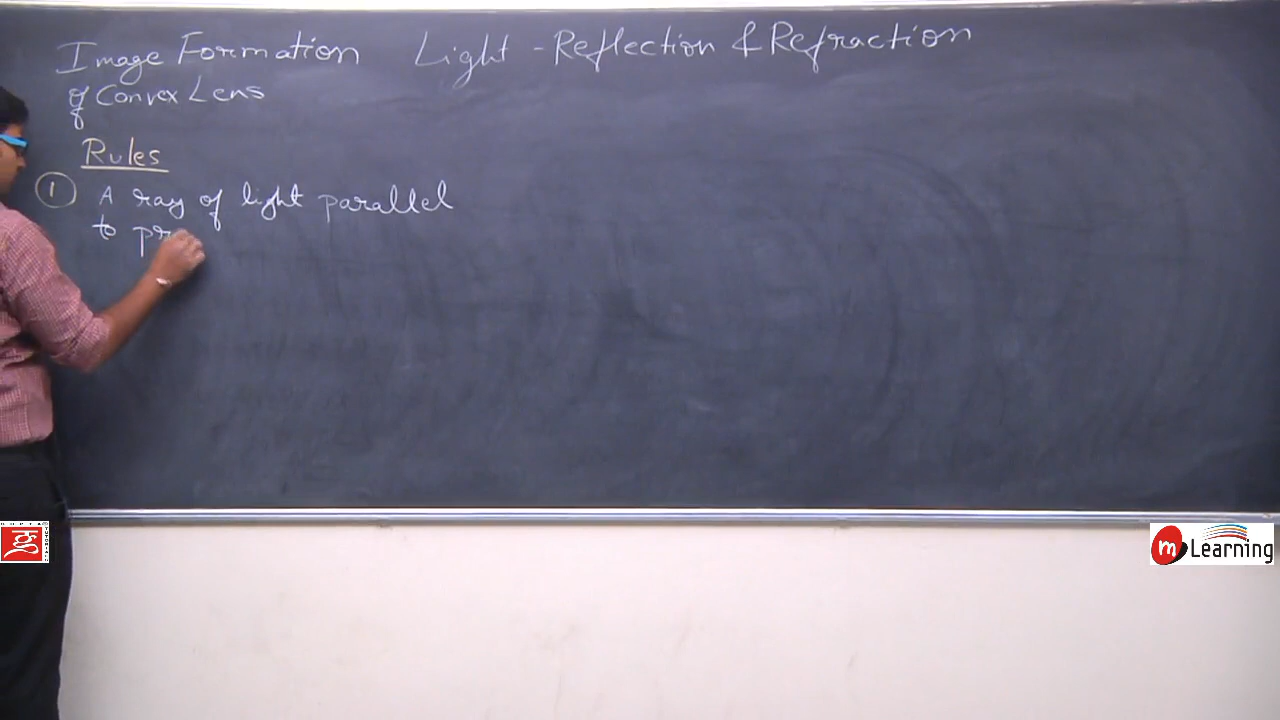 Image Formation Light - Reflection & Refraction
of Convex Lens
Rules
1 A ray of light parallel
to pr
m Learning